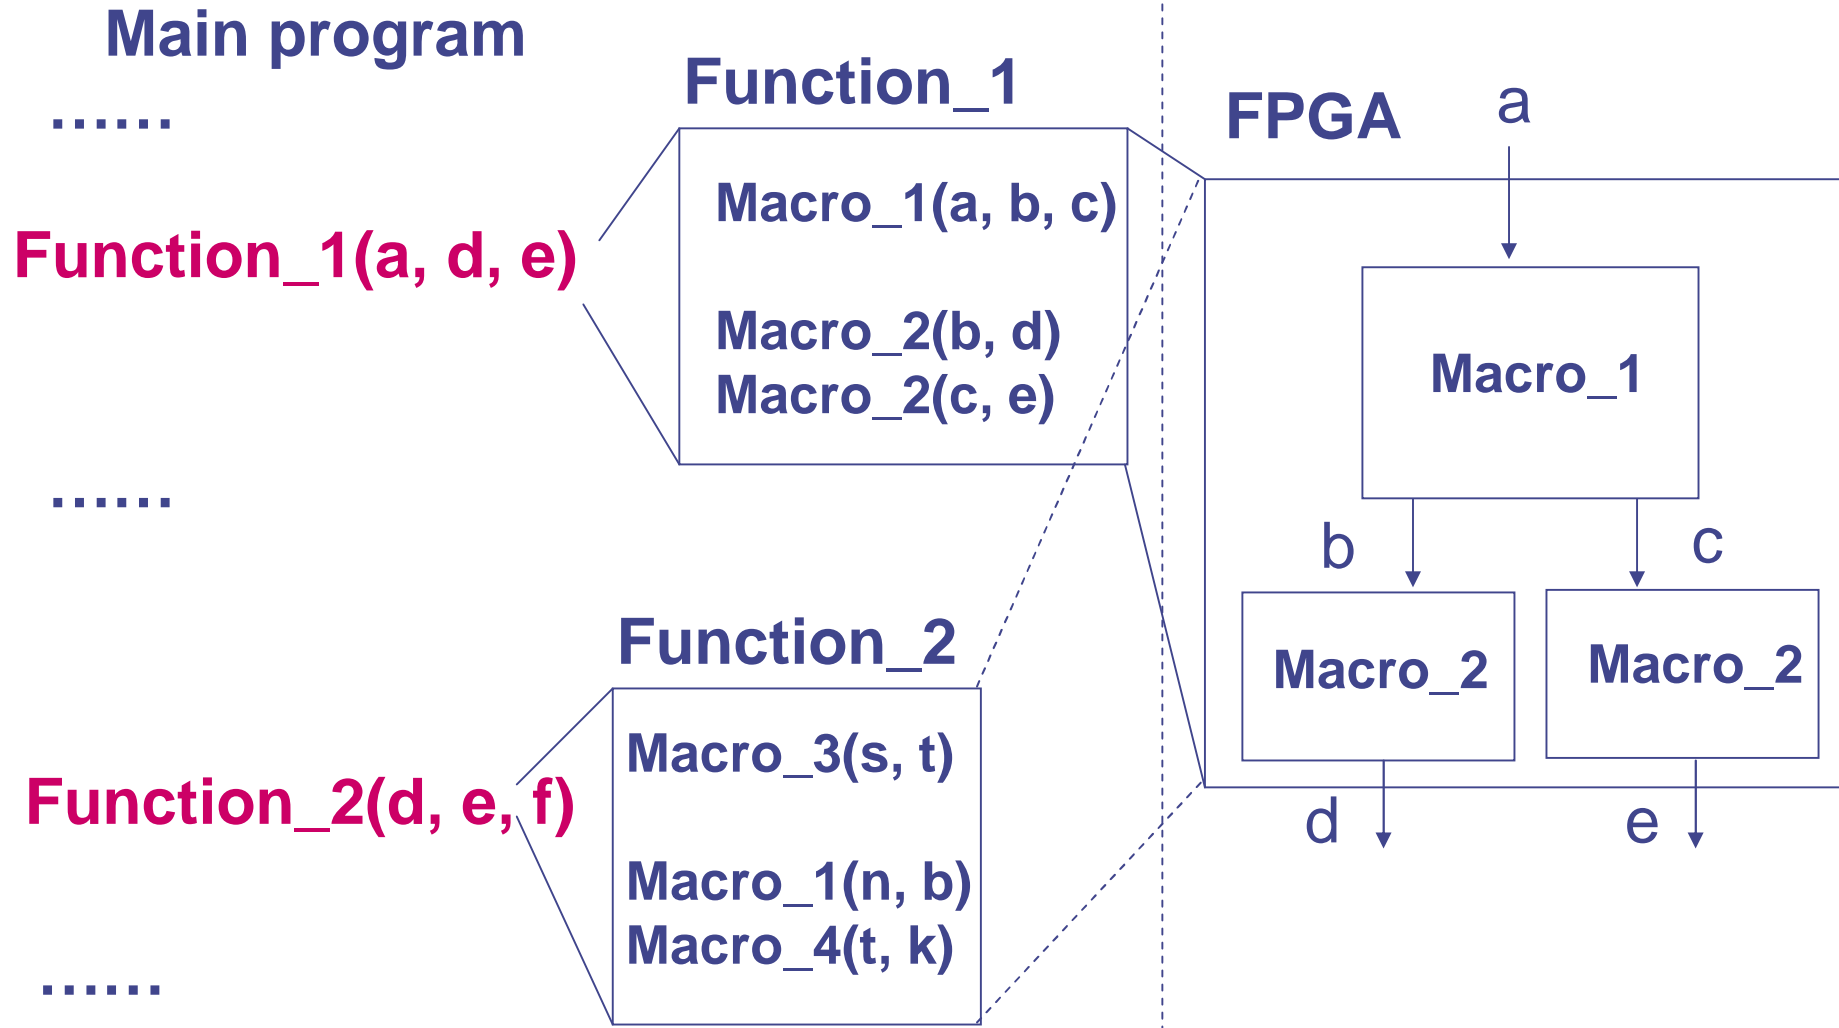 Main program
......
Function_1(a, d, e)
......
Function_2(d, e, f)
......
Function_1
Macro_1(a, b, c)
Macro_2(b, d)
Macro_2(c, e)
Function_2
Macro_3(s, t)
Macro_1(n, b)
Macro_4(t, k)
FPGA
a
Macro_1
b
c
Macro_2
Macro_2
d
e